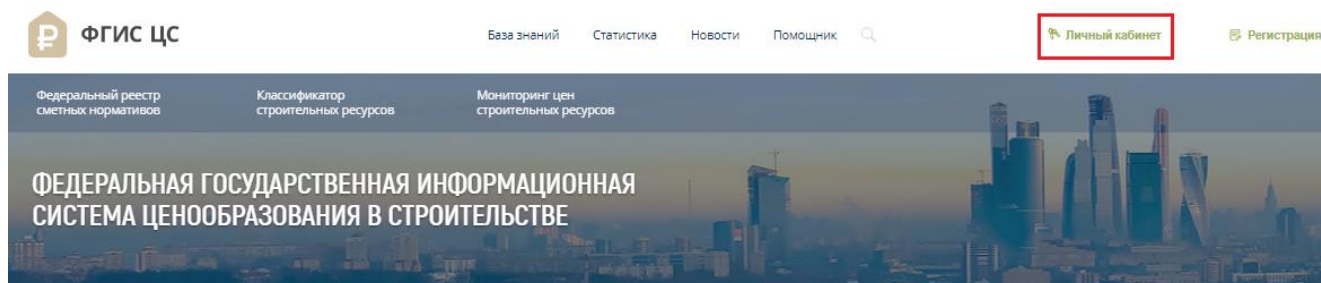 ФГИС ЦС
База знаний Статистика Новости Помощник
Личный кабинет
Регистрация
Федеральный реестр
сметных нормативов
Классификатор
строительных ресурсов
Мониторинг цен
строительных ресурсов
ФЕДЕРАЛЬНАЯ ГОСУДАРСТВЕННАЯ ИНФОРМАЦИОННАЯ
СИСТЕМА ЦЕНООБРАЗОВАНИЯ В СТРОИТЕЛЬСТВЕ